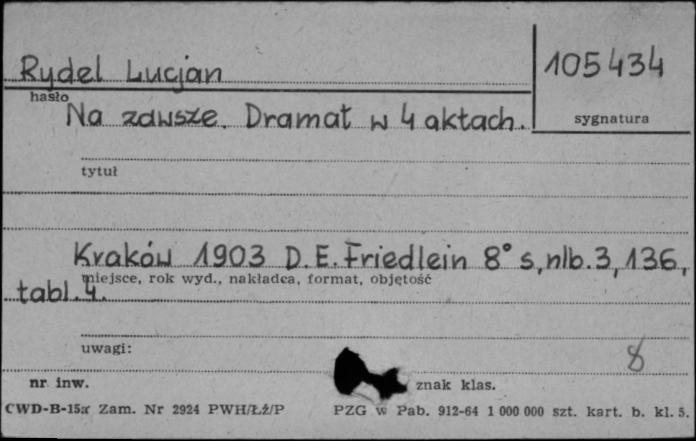 Rydel Lucjan
105434
hasło
Na zawsze. Dramat w 4 aktach.
sygnatura
tytuł
Kraków 1903 D.E. Friedlein 8° s, nlb. 3, 136,
miejsce, rok wyd., nakładca, format, objętość
tabl. 4.
uwagi:
8
nr inw.
znak klas.
CWD-B-15a Zam. Nr 2924 PWH/Łż/P PZG w Pab. 912-64 1 000 000 szt. kart. b. kl. 5.